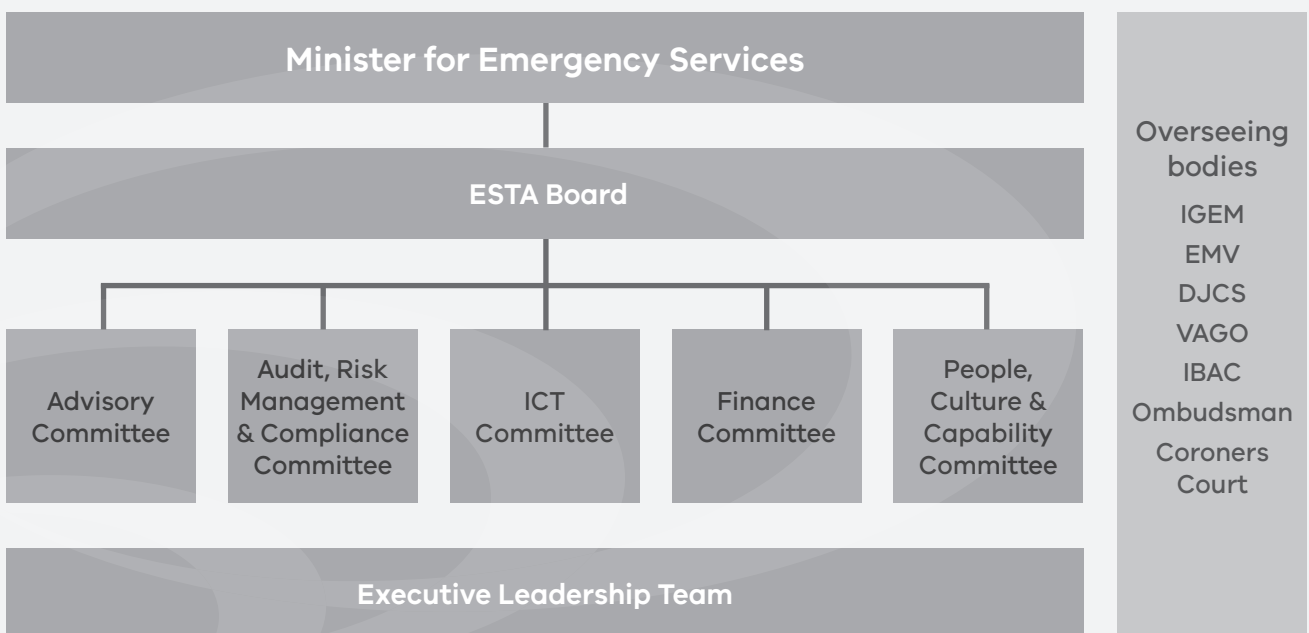 Minister for Emergency Services
ESTA Board
Advisory
Committee
Audit, Risk
Management
& Compliance
Committee
ICT
Committee
Finance
Committee
People,
Culture &
Capability
Committee
Executive Leadership Team
Overseeing
bodies
IGEM
EMV
DJCS
VAGO
IBAC
Ombudsman
Coroners
Court